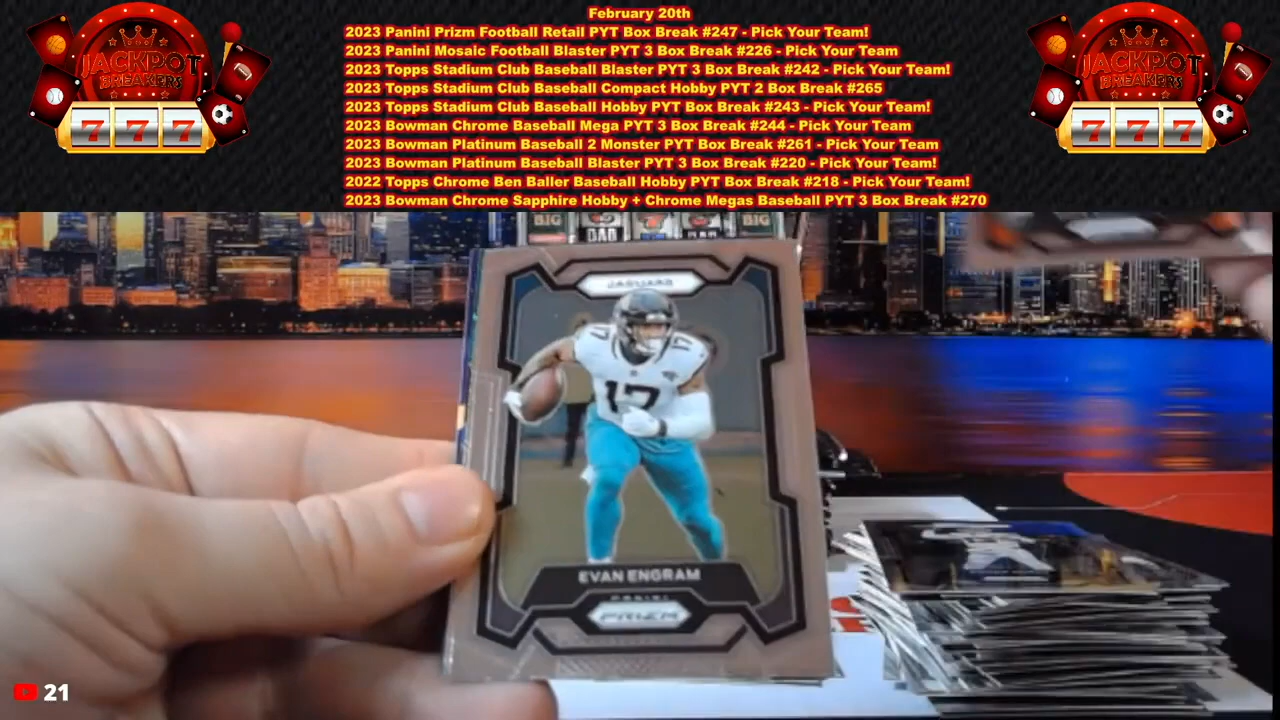 February 20th
2023 Panini Prizm Football Retail PYT Box Break #247 - Pick Your Team!
2023 Panini Mosaic Football Blaster PYT 3 Box Break #226 - Pick Your Team
2023 Topps Stadium Club Baseball Blaster PYT 3 Box Break #242 - Pick Your Team!
2023 Topps Stadium Club Baseball Compact Hobby PYT 2 Box Break #265
2023 Topps Stadium Club Baseball Hobby PYT Box Break #243 - Pick Your Team!
2023 Bowman Chrome Baseball Mega PYT 3 Box Break #244 - Pick Your Team
2023 Bowman Platinum Baseball 2 Monster PYT Box Break #261 - Pick Your Team
2023 Bowman Platinum Baseball Blaster PYT 3 Box Break #220 - Pick Your Team!
2022 Topps Chrome Ben Baller Baseball Hobby PYT Box Break #218 - Pick Your Team!
2023 Bowman Chrome Sapphire Hobby + Chrome Megas Baseball PYT 3 Box Break #270
JACKPOT
BREAKERS
7 7 7
JACKPOT
BREAKERS
7 7 7
BIG
BIG
JAGUARS
17
17
17
EVAN ENGRAM
PANINI
PRIZM
21